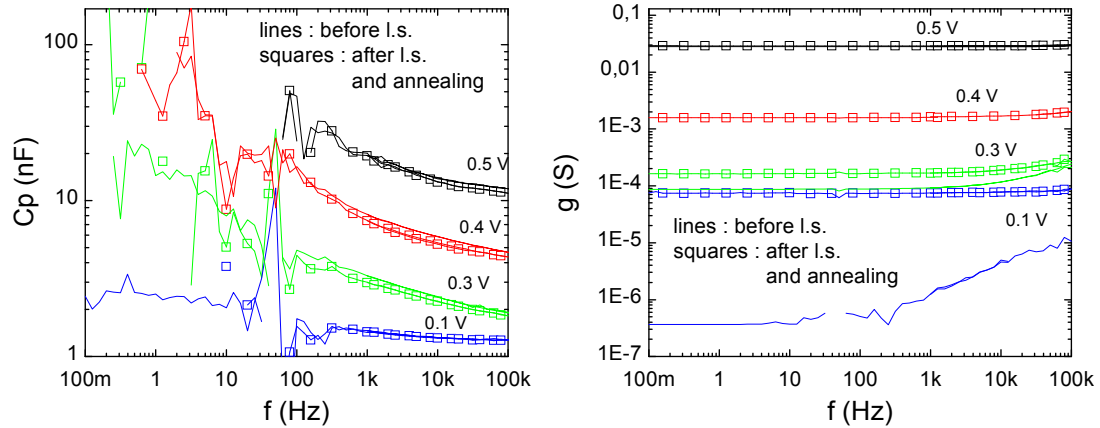 100
10
1
Cp (nF)
lines : before l.s.
squares : after l.s.
and annealing
0.5 V
0.4 V
0.3 V
0.1 V
100m 1 10 100 1k 10k 100k
f (Hz)
0,1
0,01
1E-3
1E-4
1E-5
1E-6
1E-7
g (S)
0.5 V
0.4 V
0.3 V
0.1 V
lines : before l.s.
squares : after l.s.
and annealing
100m 1 10 100 1k 10k 100k
f (Hz)